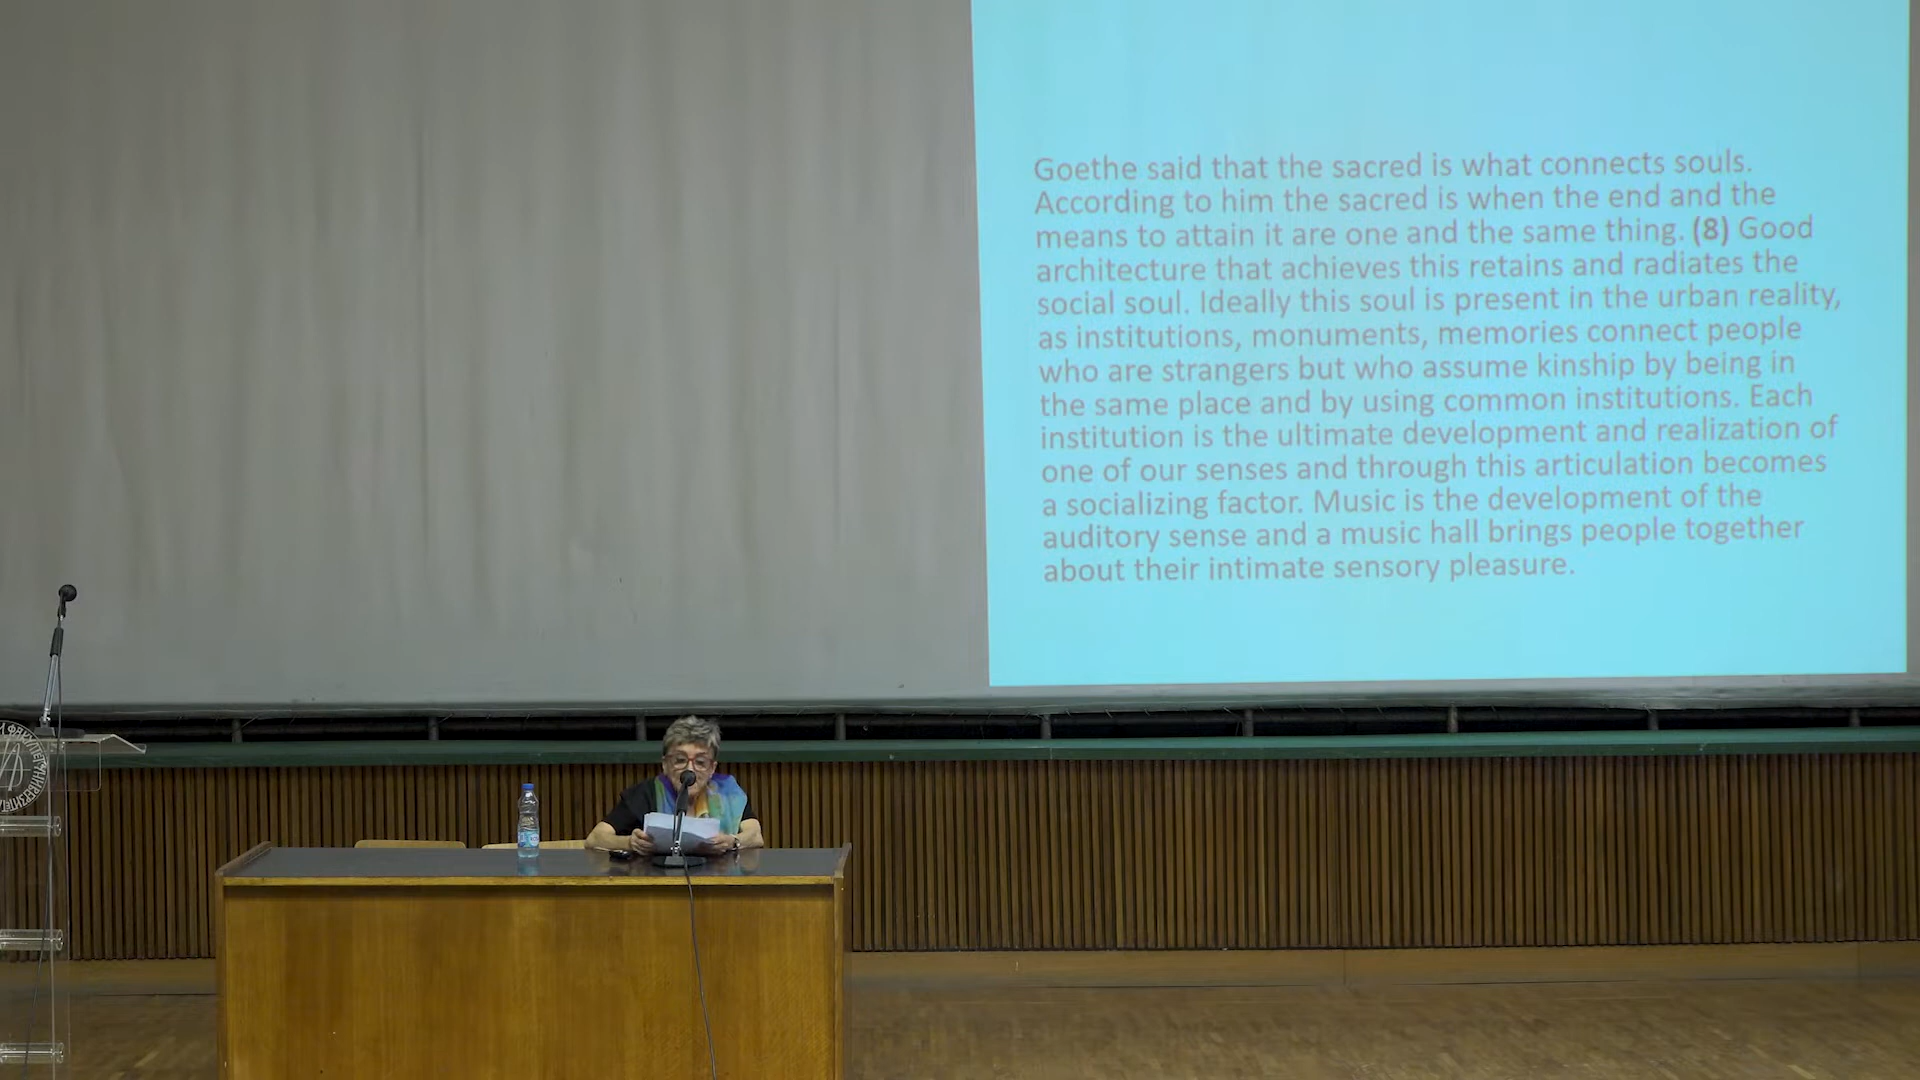 Goethe said that the sacred is what connects souls.
According to him the sacred is when the end and the
means to attain it are one and the same thing. (8) Good
architecture that achieves this retains and radiates the
social soul. Ideally this soul is present in the urban reality,
as institutions, monuments, memories connect people
who are strangers but who assume kinship by being in
the same place and by using common institutions. Each
institution is the ultimate development and realization of
one of our senses and through this articulation becomes
a socializing factor. Music is the development of the
auditory sense and a music hall brings people together
about their intimate sensory pleasure.